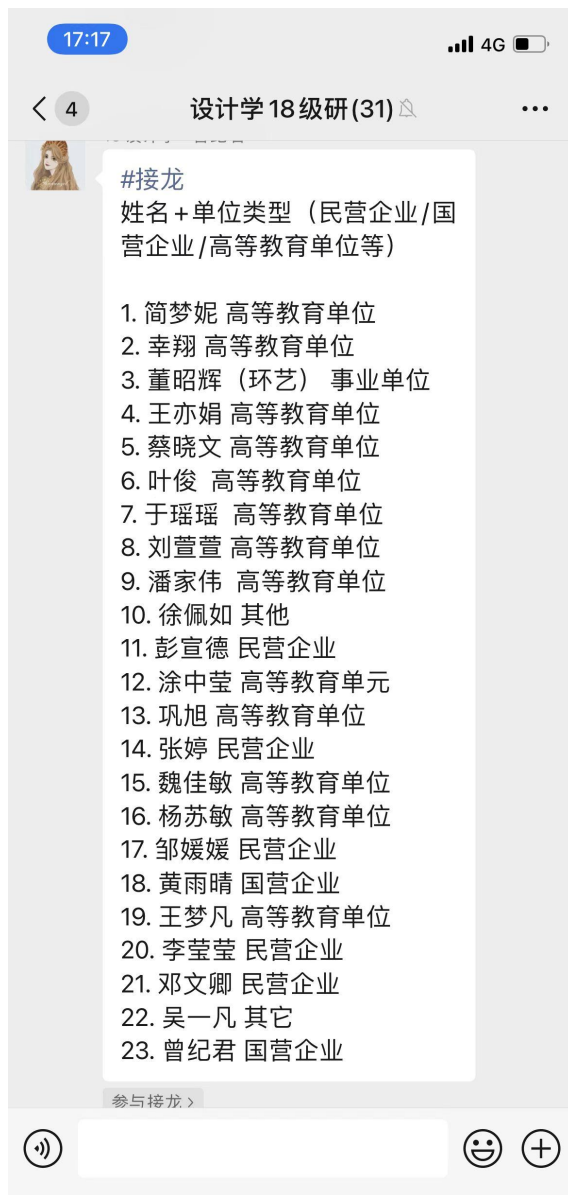 17:17
4G
4
设计学18级研(31)
#接龙
姓名+单位类型（民营企业/国
营企业/高等教育单位等）
1. 简梦妮 高等教育单位
2. 幸翔 高等教育单位
3. 董昭辉（环艺） 事业单位
4. 王亦娟 高等教育单位
5. 蔡晓文 高等教育单位
6. 叶俊  高等教育单位
7. 于瑶瑶  高等教育单位
8. 刘萱萱 高等教育单位
9. 潘家伟  高等教育单位
10. 徐佩如 其他
11. 彭宣德 民营企业
12. 涂中莹 高等教育单元
13. 巩旭 高等教育单位
14. 张婷 民营企业
15. 魏佳敏 高等教育单位
16. 杨苏敏 高等教育单位
17. 邹媛媛 民营企业
18. 黄雨晴 国营企业
19. 王梦凡 高等教育单位
20. 李莹莹 民营企业
21. 邓文卿 民营企业
22. 吴一凡 其它
23. 曾纪君 国营企业
参与接龙